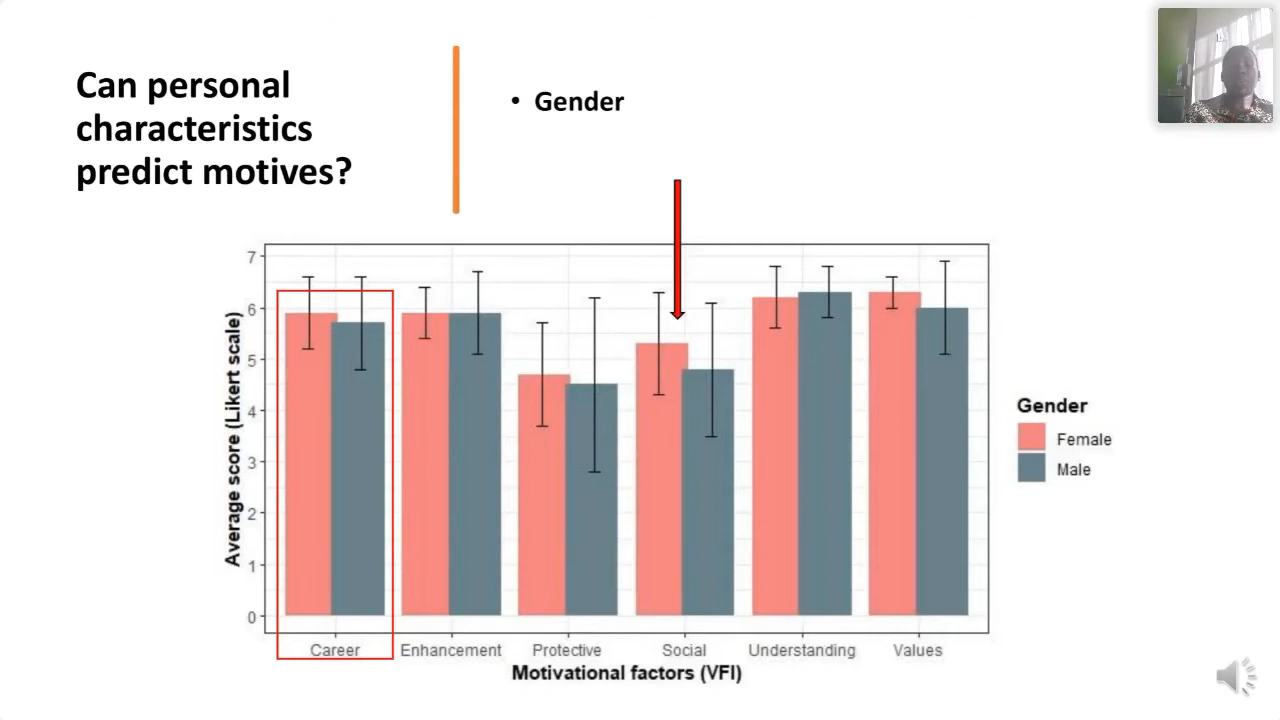 Can personal
characteristics
predict motives?
• Gender
7
6
5
4
3
2
1
0
Average score (Likert scale)
Career
Enhancement
Protective
Social
Understanding
Values
Motivational factors (VFI)
Gender
Female
Male